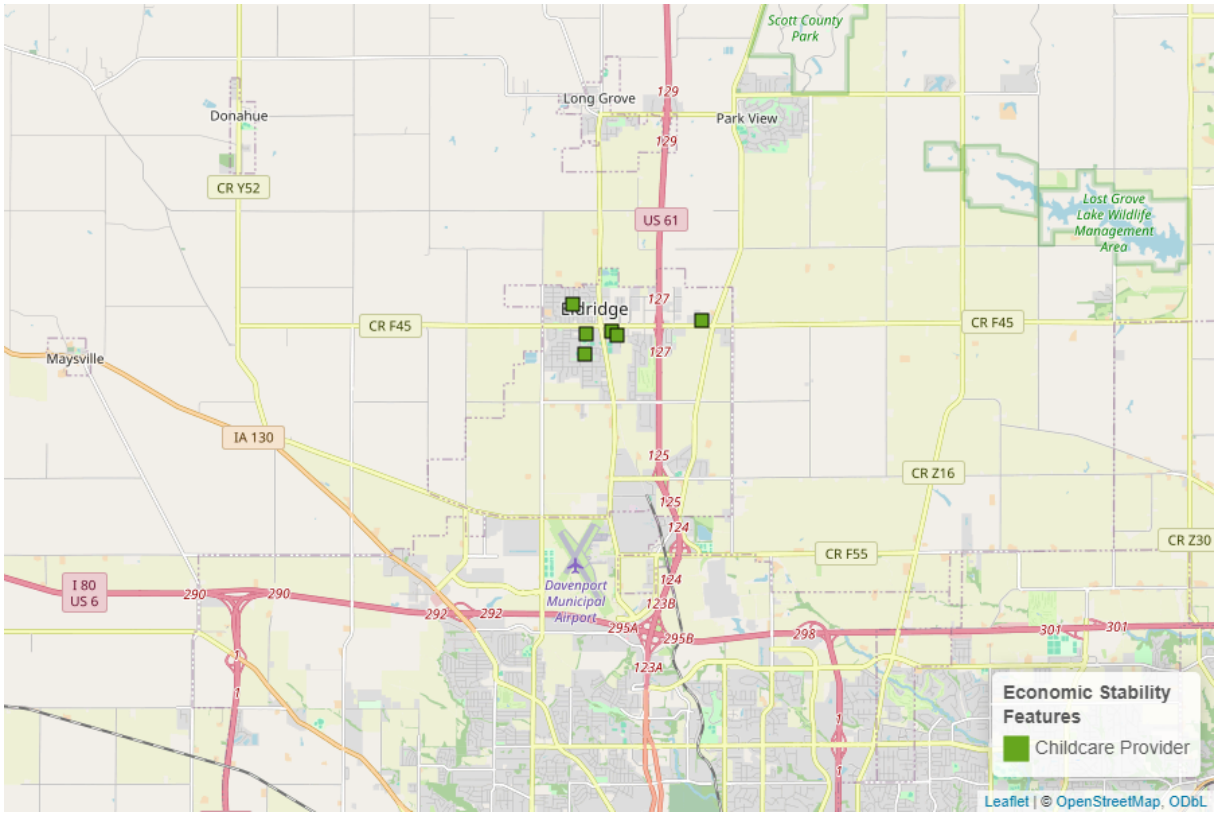 Scott County
Park
129
Long Grove
Donahue
Park View
129
CR Y52
Lost Grove
Lake Wildlife
Management
Area
US 61
127
Eldridge
CR F45
CR F45
127
Maysville
IA 130
125
CR Z16
125
124
CR Z30
CR F55
124
Davenport
Municipal
Airport
I 80
US 6
290
290
123B
292
292
295A
295B
298
301
301
1
123A
1
1
1
Economic Stability
Features
Childcare Provider
Leaflet | © OpenStreetMap, ODbL